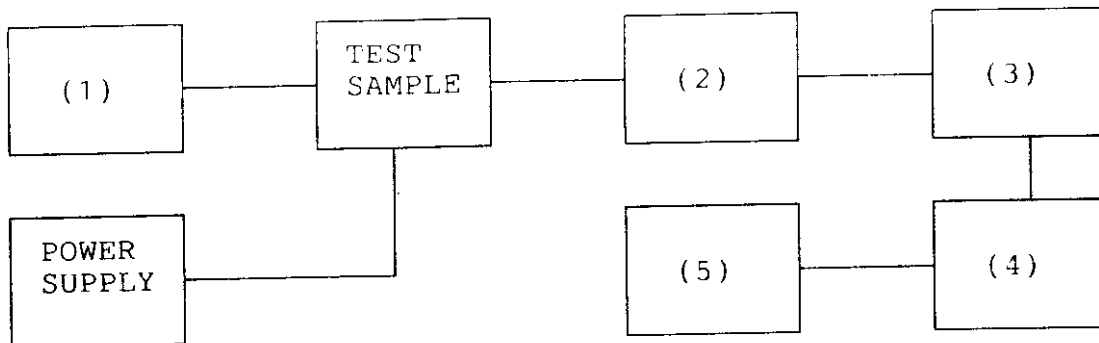 (1)
TEST
SAMPLE
(2)
(3)
POWER
SUPPLY
(5)
(4)